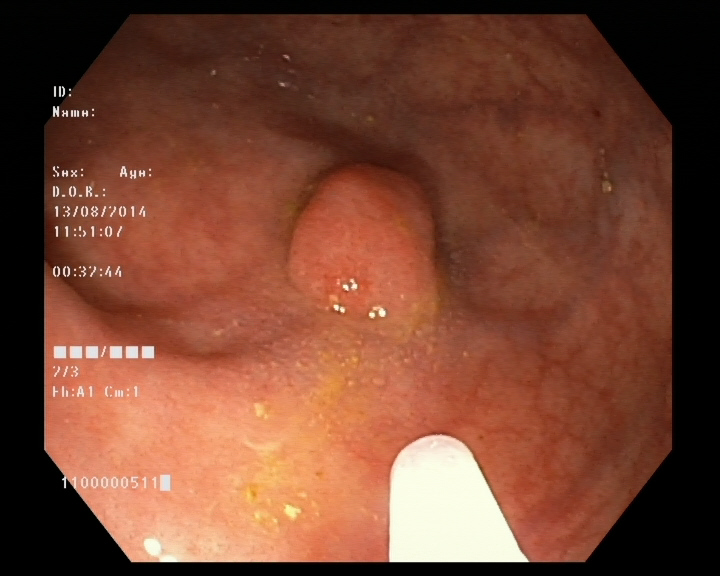 ID:
Name:
Sex: Age:
D.O.B.:
13/08/2014
11:51:07
00:32:44
■■■/■■■
2/3
Eh:A1 Cm:1
1100000511